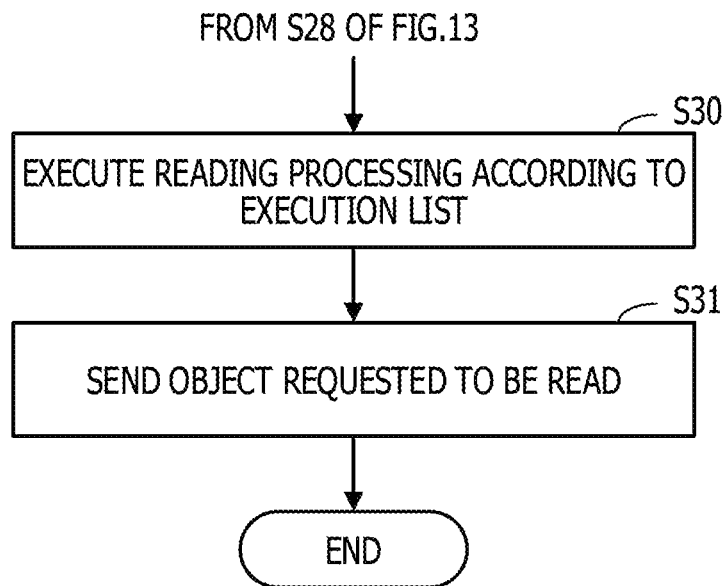 FROM S28 OF FIG.13
S30
EXECUTE READING PROCESSING ACCORDING TO
EXECUTION LIST
S31
SEND OBJECT REQUESTED TO BE READ
END